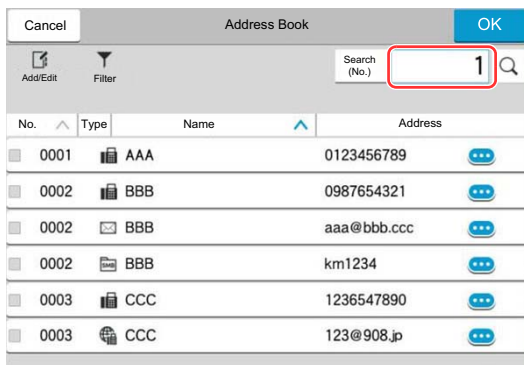 Cancel Address Book OK
Add/Edit Filter Search (No.) 1
No. Type Name Address
0001 AAA 0123456789
0002 BBB 0987654321
0002 BBB aaa@bbb.ccc
0002 SMB BBB km1234
0003 CCC 1236547890
0003 CCC 123@908.jp